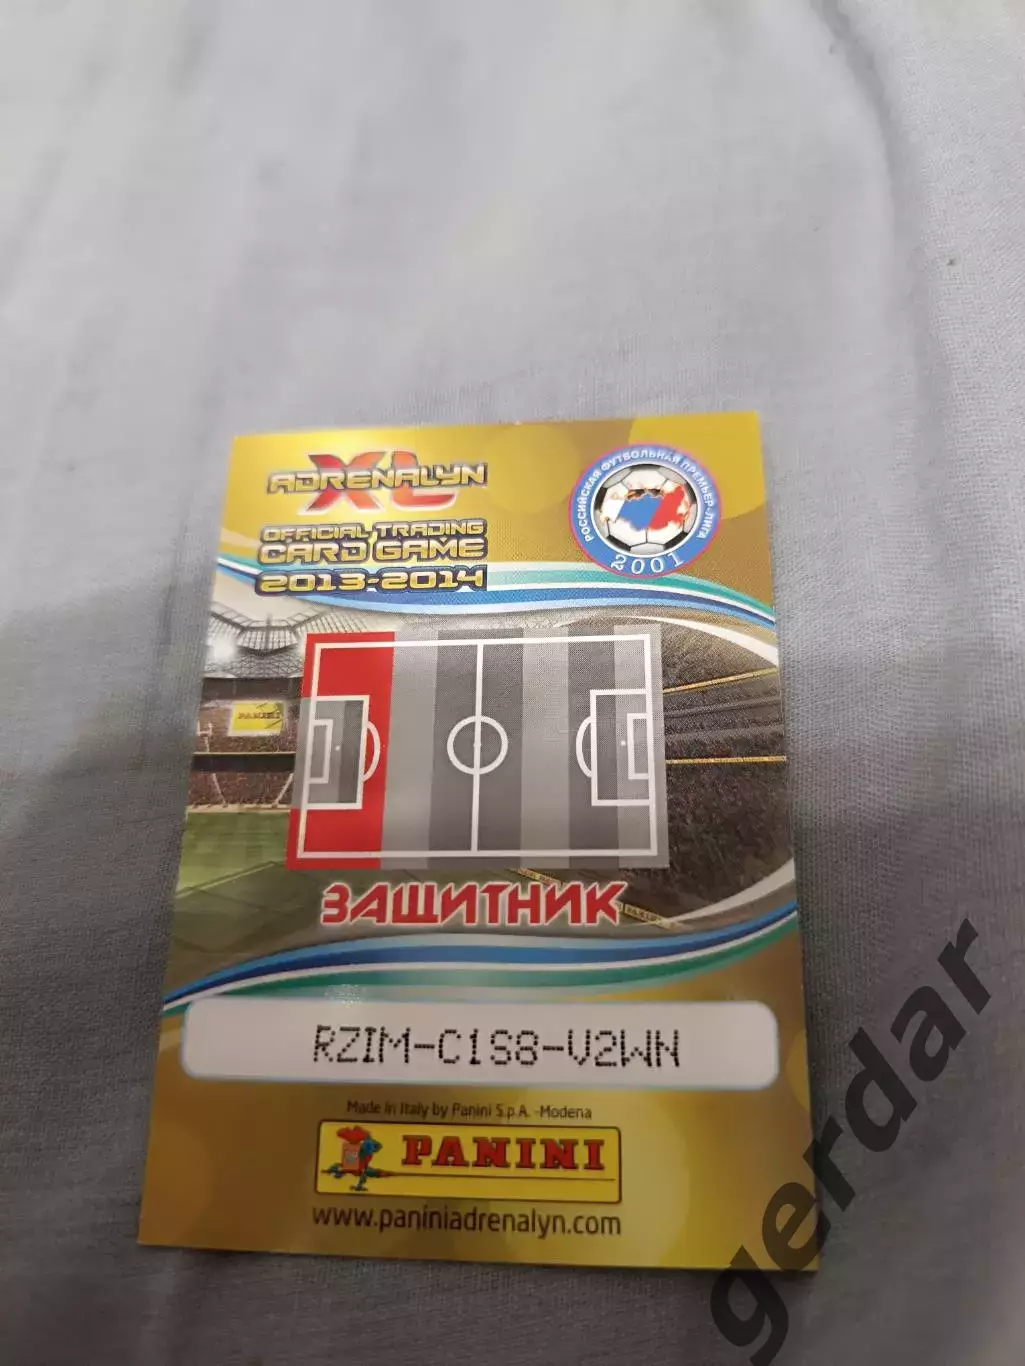 ADRENALYN XL
OFFICIAL TRADING
CARD GAME
2013-2014
РОССИЙСКАЯ ФУТБОЛЬНАЯ ПРЕМЬЕР-ЛИГА
2001
PANINI
ЗАЩИТНИК
RZIM-C1S8-V2WN
Made in Italy by Panini S.p.A. -Modena
PANINI
www.paniniadrenalyn.com
gerdar